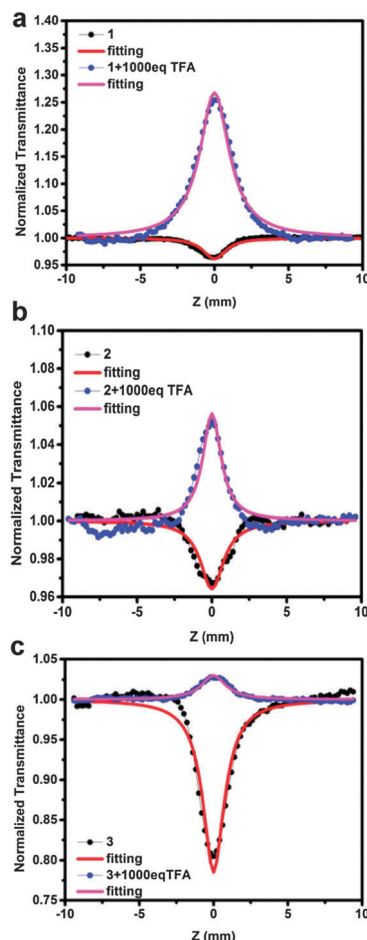 a
1.40
1.35
1.30
1.25
1.20
1.15
1.10
1.05
1.00
0.95
Normalized Transmittance
1
fitting
1+1000eq TFA
fitting
-10 -5 0 5 10
Z (mm)
b
1.10
1.08
1.06
1.04
1.02
1.00
0.98
0.96
Normalized Transmittance
2
fitting
2+1000eq TFA
fitting
-10 -5 0 5 10
Z (mm)
c
1.05
1.00
0.95
0.90
0.85
0.80
0.75
Normalized Transmittance
3
fitting
3+1000eqTFA
fitting
-10 -5 0 5 10
Z (mm)